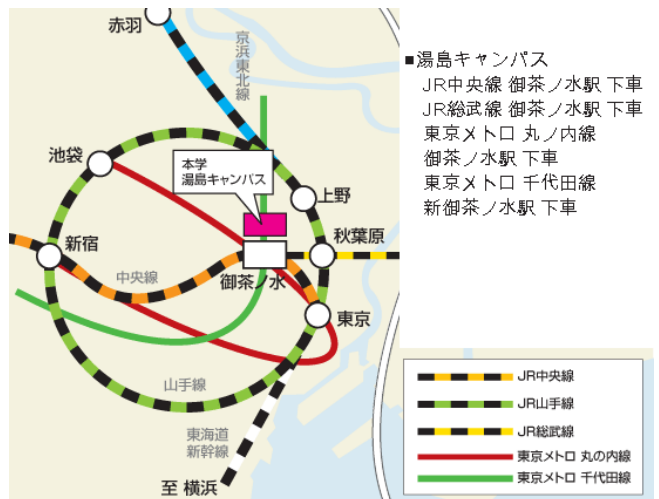 赤羽
京浜東北線
池袋
本学
湯島キャンパス
上野
新宿
秋葉原
中央線
御茶ノ水
東京
山手線
東海道
新幹線
至 横浜
■湯島キャンパス
JR中央線 御茶ノ水駅 下車
JR総武線 御茶ノ水駅 下車
東京メトロ 丸ノ内線
御茶ノ水駅 下車
東京メトロ 千代田線
新御茶ノ水駅 下車
JR中央線
JR山手線
JR総武線
東京メトロ 丸の内線
東京メトロ 千代田線